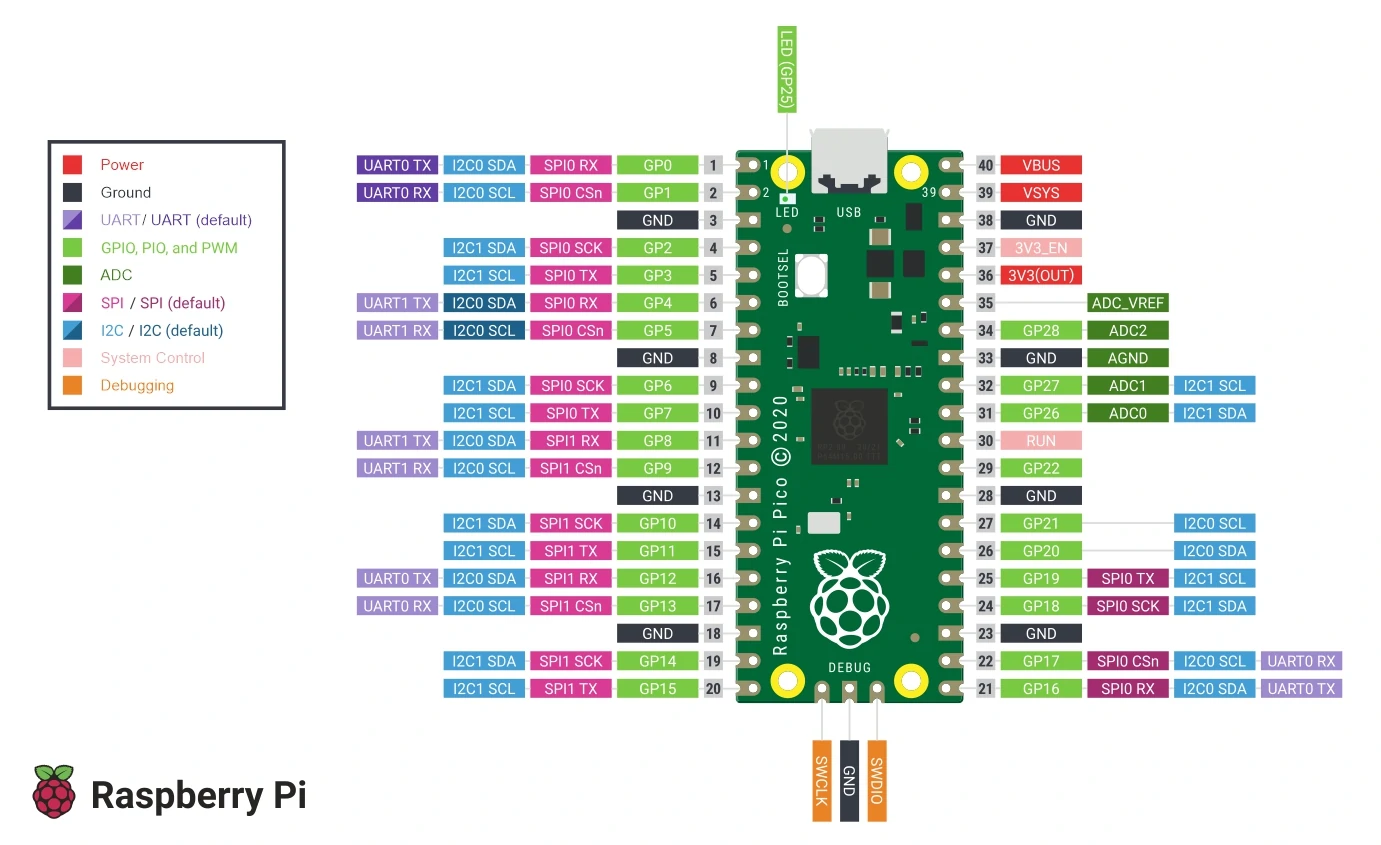 LED (GP25)
Power
Ground
UART/ UART (default)
GPIO, PIO, and PWM
ADC
SPI / SPI (default)
I2C / I2C (default)
System Control
Debugging
UART0 TX I2C0 SDA SPI0 RX GP0 1
UART0 RX I2C0 SCL SPI0 CSn GP1 2
GND 3
I2C1 SDA SPI0 SCK GP2 4
I2C1 SCL SPI0 TX GP3 5
UART1 TX I2C0 SDA SPI0 RX GP4 6
UART1 RX I2C0 SCL SPI0 CSn GP5 7
GND 8
I2C1 SDA SPI0 SCK GP6 9
I2C1 SCL SPI0 TX GP7 10
UART1 TX I2C0 SDA SPI1 RX GP8 11
UART1 RX I2C0 SCL SPI1 CSn GP9 12
GND 13
I2C1 SDA SPI1 SCK GP10 14
I2C1 SCL SPI1 TX GP11 15
UART0 TX I2C0 SDA SPI1 RX GP12 16
UART0 RX I2C0 SCL SPI1 CSn GP13 17
GND 18
I2C1 SDA SPI1 SCK GP14 19
I2C1 SCL SPI1 TX GP15 20
1
2
39
LED
USB
BOOTSEL
Raspberry Pi Pico ©2020
DEBUG
40 VBUS
39 VSYS
38 GND
37 3V3_EN
36 3V3(OUT)
35 ADC_VREF
34 GP28 ADC2
33 GND AGND
32 GP27 ADC1 I2C1 SCL
31 GP26 ADC0 I2C1 SDA
30 RUN
29 GP22
28 GND
27 GP21 I2C0 SCL
26 GP20 I2C0 SDA
25 GP19 SPI0 TX I2C1 SCL
24 GP18 SPI0 SCK I2C1 SDA
23 GND
22 GP17 SPI0 CSn I2C0 SCL UART0 RX
21 GP16 SPI0 RX I2C0 SDA UART0 TX
SWCLK
GND
SWDIO
Raspberry Pi